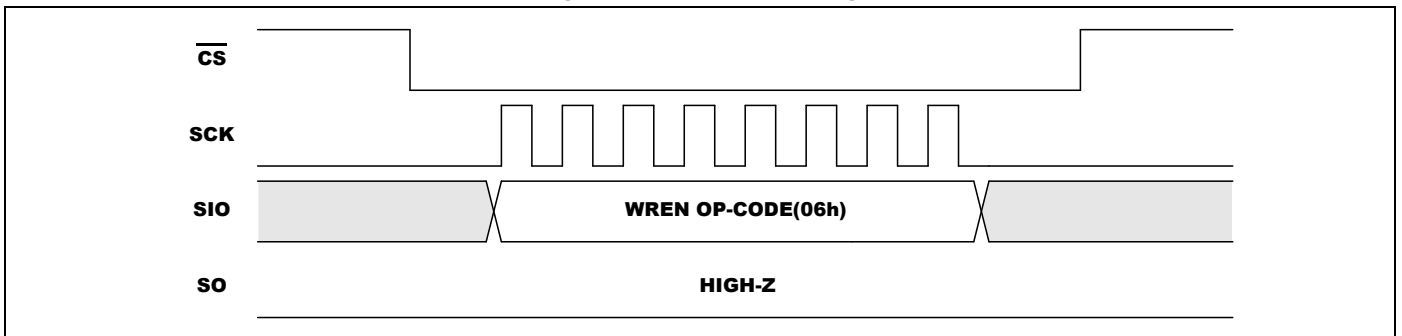 CS
SCK
SIO
WREN OP-CODE(06h)
SO
HIGH-Z